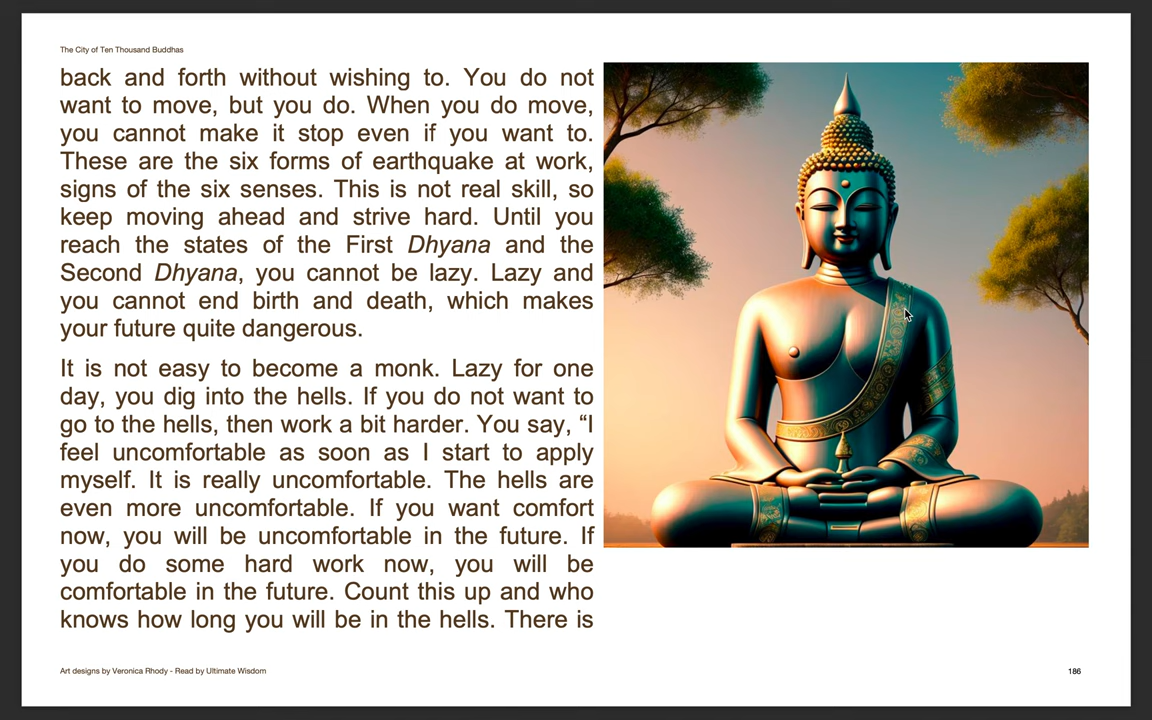 The City of Ten Thousand Buddhas
back and forth without wishing to. You do not
want to move, but you do. When you do move,
you cannot make it stop even if you want to.
These are the six forms of earthquake at work,
signs of the six senses. This is not real skill, so
keep moving ahead and strive hard. Until you
reach the states of the First Dhyana and the
Second Dhyana, you cannot be lazy. Lazy and
you cannot end birth and death, which makes
your future quite dangerous.
It is not easy to become a monk. Lazy for one
day, you dig into the hells. If you do not want to
go to the hells, then work a bit harder. You say, “I
feel uncomfortable as soon as I start to apply
myself. It is really uncomfortable. The hells are
even more uncomfortable. If you want comfort
now, you will be uncomfortable in the future. If
you do some hard work now, you will be
comfortable in the future. Count this up and who
knows how long you will be in the hells. There is
Art designs by Veronica Rhody - Read by Ultimate Wisdom
186